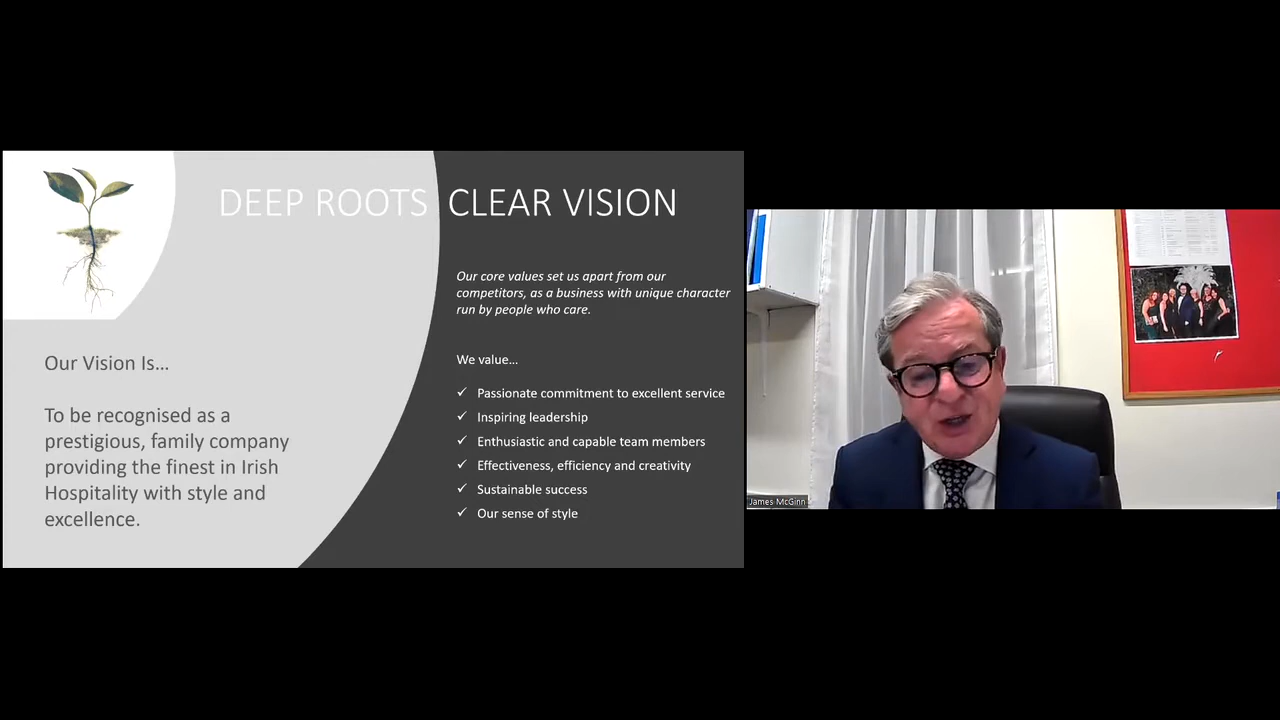 DEEP ROOTS CLEAR VISION
Our Vision Is...
To be recognised as a
prestigious, family company
providing the finest in Irish
Hospitality with style and
excellence.
Our core values set us apart from our
competitors, as a business with unique character
run by people who care.
We value...
✓ Passionate commitment to excellent service
✓ Inspiring leadership
✓ Enthusiastic and capable team members
✓ Effectiveness, efficiency and creativity
✓ Sustainable success
✓ Our sense of style
James McGinn